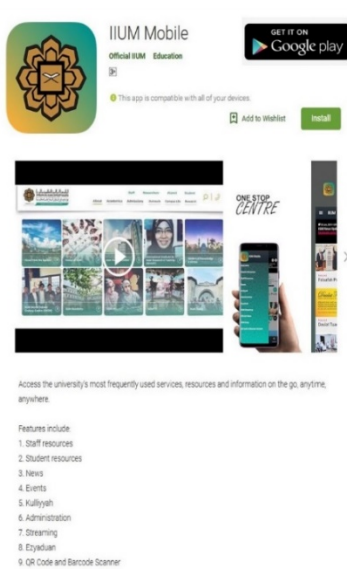 IIUM Mobile
GET IT ON
Google play
Official IIUM Education
This app is compatible with all of your devices.
Add to Wishlist
Install
ONE STOP
CENTRE
Access the university's most frequently used services, resources and information on the go, anytime,
anywhere.
Features include:
1. Staff resources
2. Student resources
3. News
4. Events
5. Kulliyyah
6. Administration
7. Streaming
8. Ezyaduan
9. QR Code and Barcode Scanner